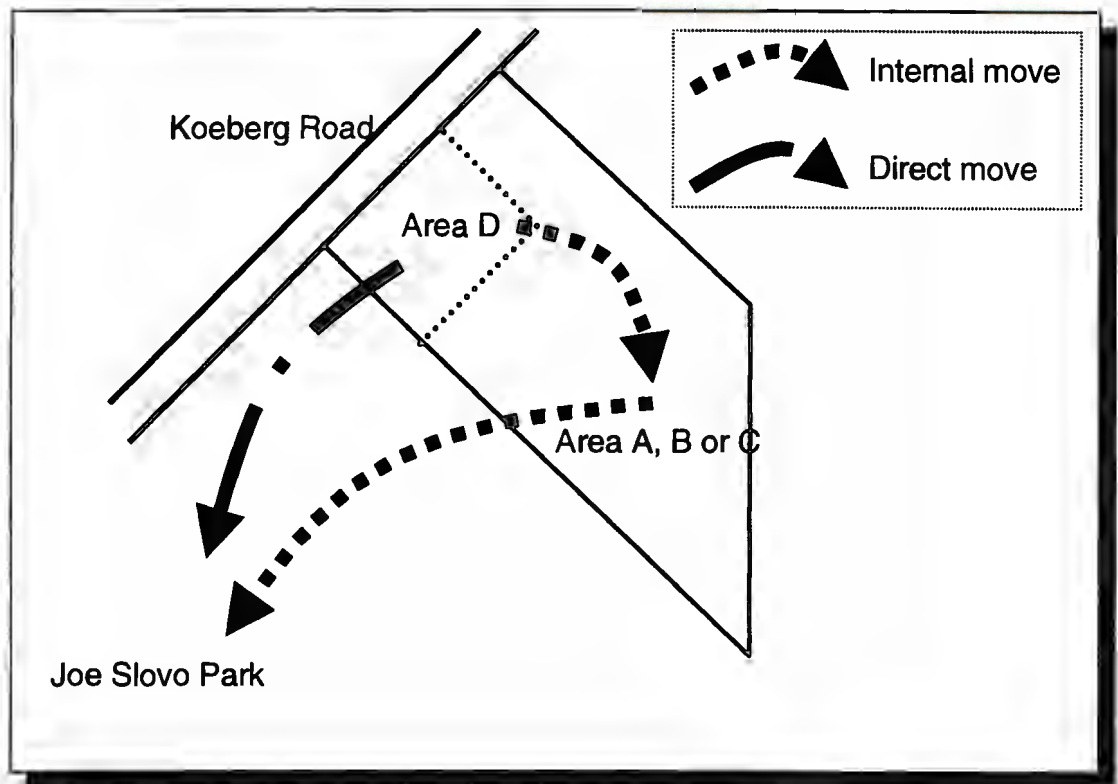 Internal move
Koeberg Road
Direct move
Area D
Area A, B or C
Joe Slovo Park